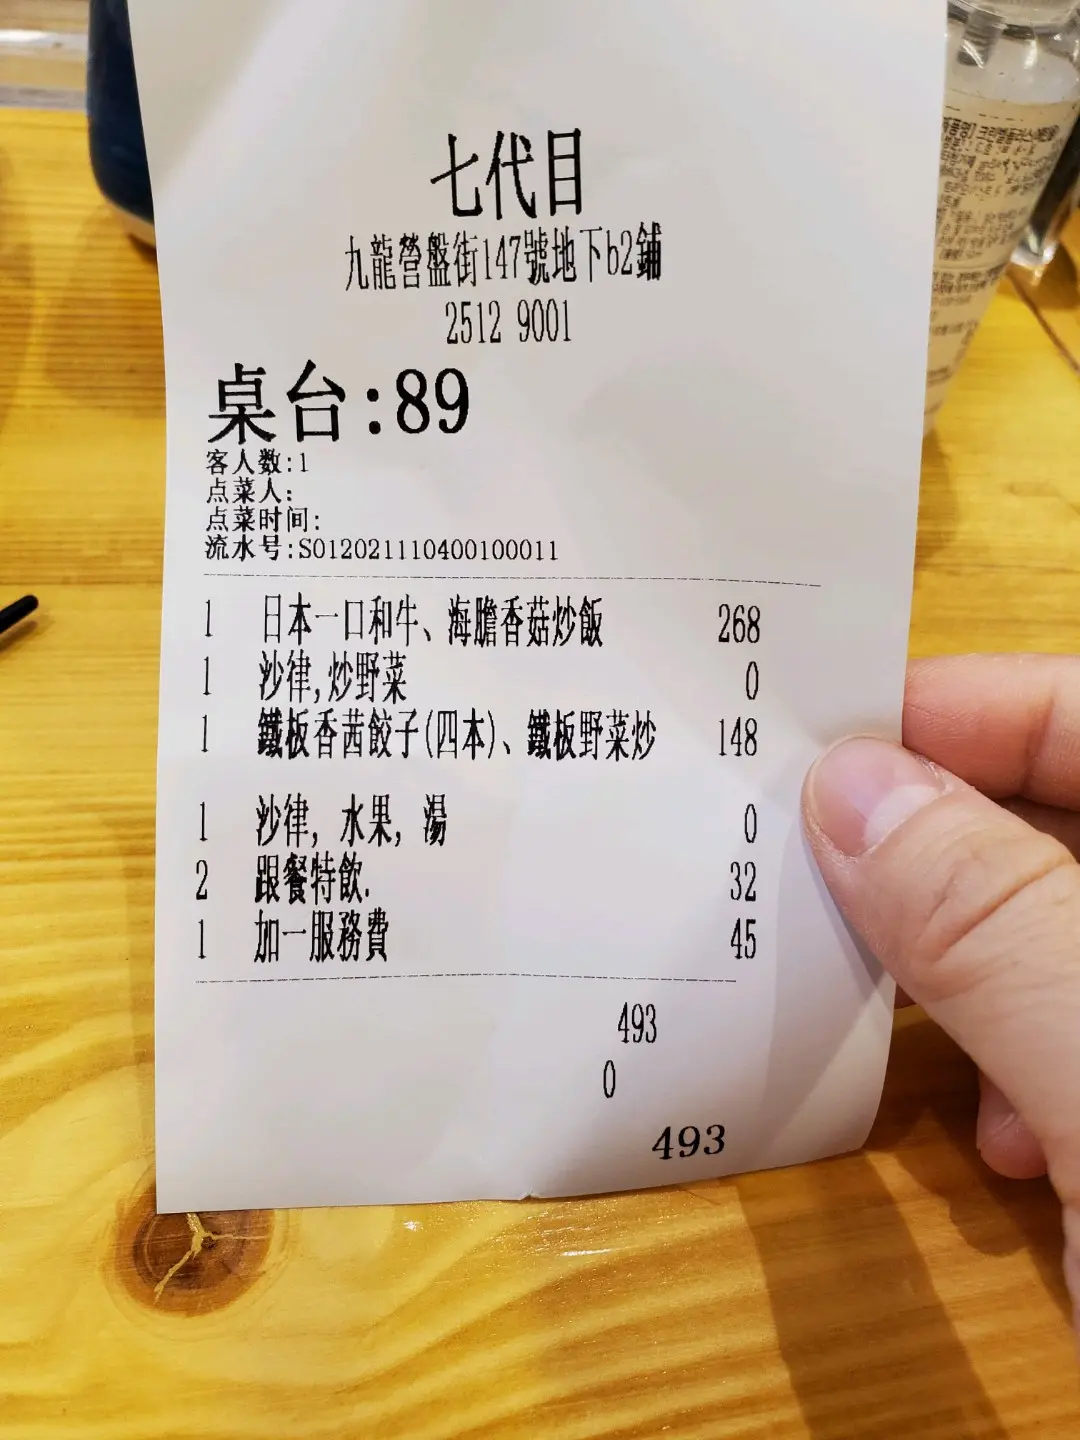 七代目
九龍營盤街147號地下b2鋪
2512 9001
桌台:89
客人数:1
点菜人:
点菜时间:
流水号:S012021110400100011
1 日本一口和牛、海膽香菇炒飯 268
1 沙律,炒野菜 0
1 鐵板香茜餃子(四本)、鐵板野菜炒 148
1 沙律, 水果, 湯 0
2 跟餐特飲. 32
1 加一服務費 45
493
0
493